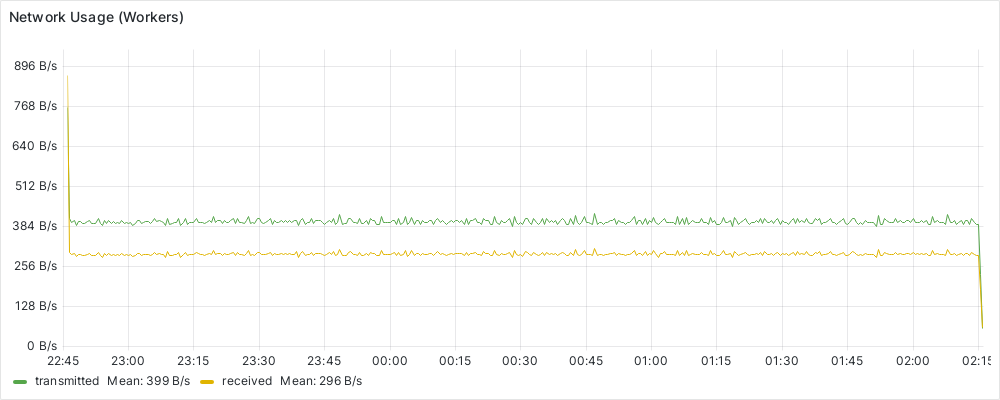 Network Usage (Workers)
896 B/s
768 B/s
640 B/s
512 B/s
384 B/s
256 B/s
128 B/s
0 B/s
22:45 23:00 23:15 23:30 23:45 00:00 00:15 00:30 00:45 01:00 01:15 01:30 01:45 02:00 02:15
transmitted Mean: 399 B/s received Mean: 296 B/s